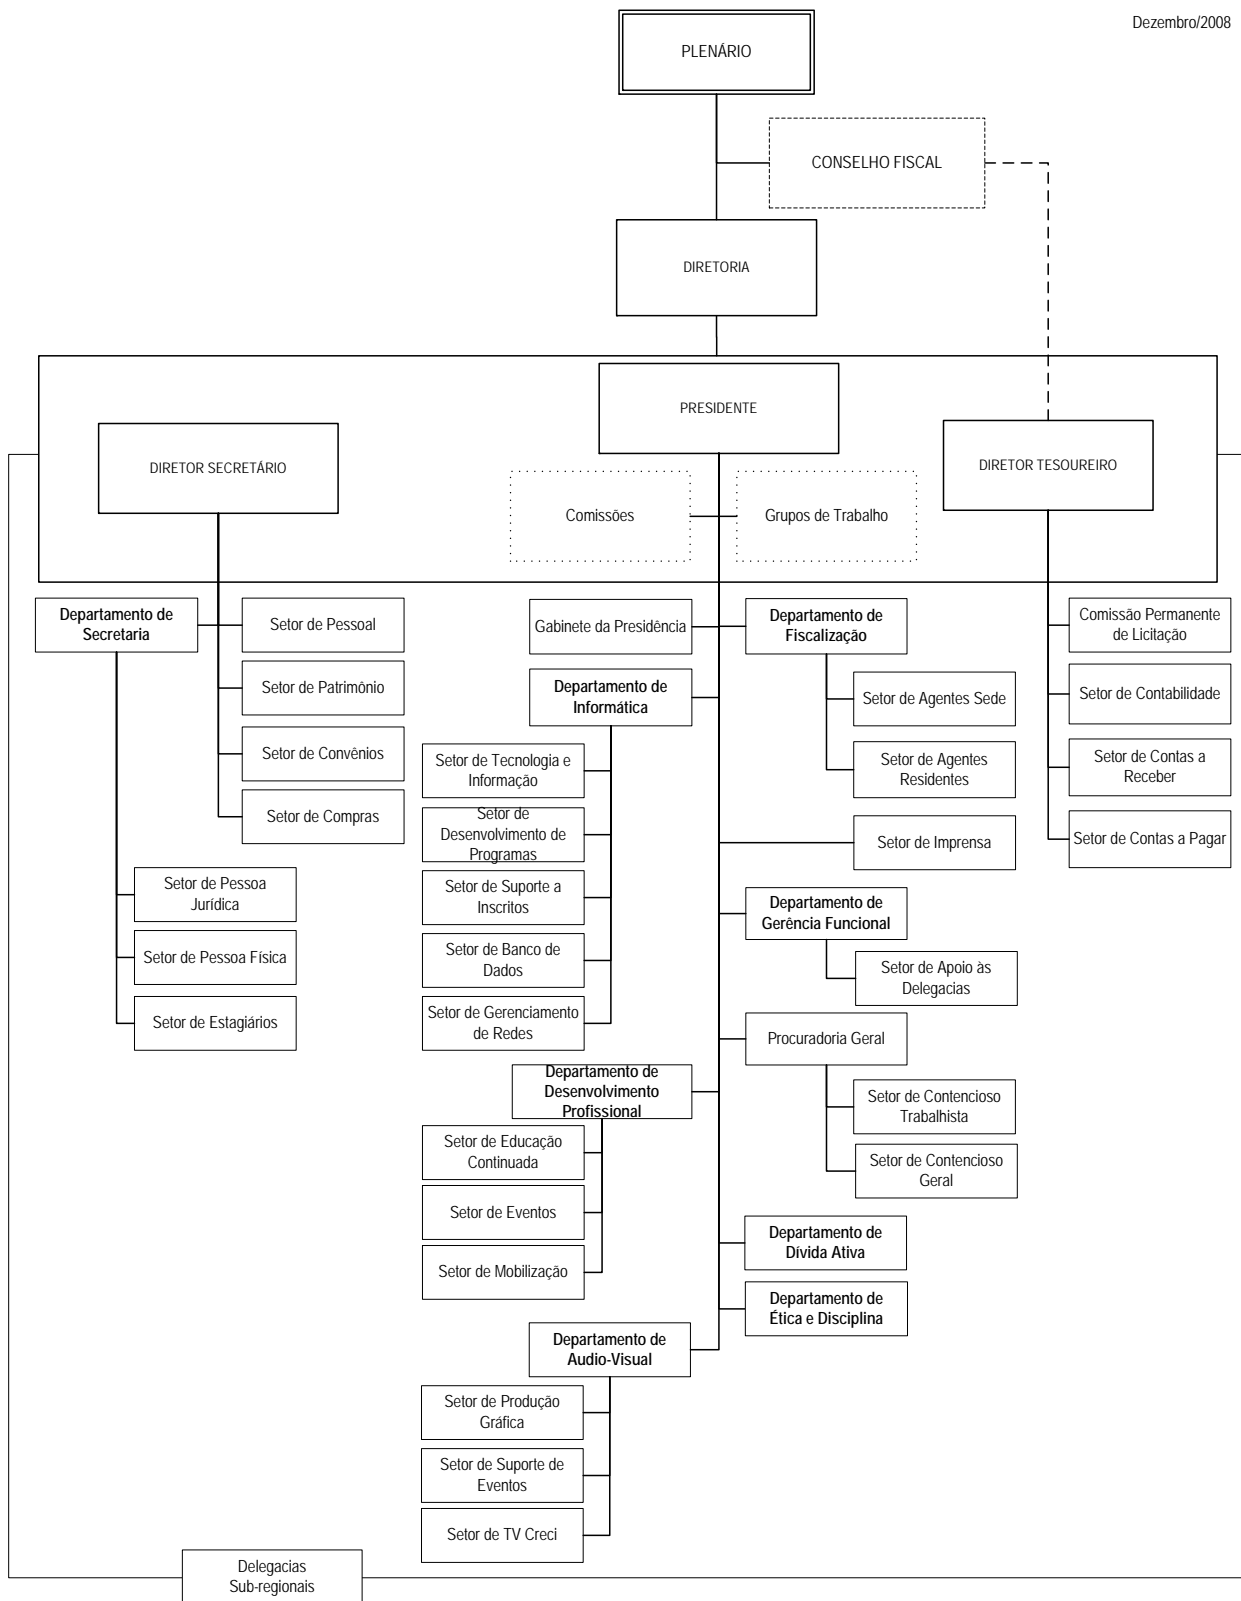 Dezembro/2008
PLENÁRIO
CONSELHO FISCAL
DIRETORIA
PRESIDENTE
DIRETOR SECRETÁRIO
DIRETOR TESOUREIRO
Comissões
Grupos de Trabalho
Departamento de
Secretaria
Setor de Pessoal
Setor de Patrimônio
Setor de Convênios
Setor de Compras
Setor de Pessoa
Jurídica
Setor de Pessoa Física
Setor de Estagiários
Gabinete da Presidência
Departamento de
Informática
Setor de Tecnologia e
Informação
Setor de
Desenvolvimento de
Programas
Setor de Suporte a
Inscritos
Setor de Banco de
Dados
Setor de Gerenciamento
de Redes
Departamento de
Desenvolvimento
Profissional
Setor de Educação
Continuada
Setor de Eventos
Setor de Mobilização
Departamento de
Audio-Visual
Setor de Produção
Gráfica
Setor de Suporte de
Eventos
Setor de TV Creci
Departamento de
Fiscalização
Setor de Agentes Sede
Setor de Agentes
Residentes
Setor de Imprensa
Departamento de
Gerência Funcional
Setor de Apoio às
Delegacias
Procuradoria Geral
Setor de Contencioso
Trabalhista
Setor de Contencioso
Geral
Departamento de
Dívida Ativa
Departamento de
Ética e Disciplina
Comissão Permanente
de Licitação
Setor de Contabilidade
Setor de Contas a
Receber
Setor de Contas a Pagar
Delegacias
Sub-regionais